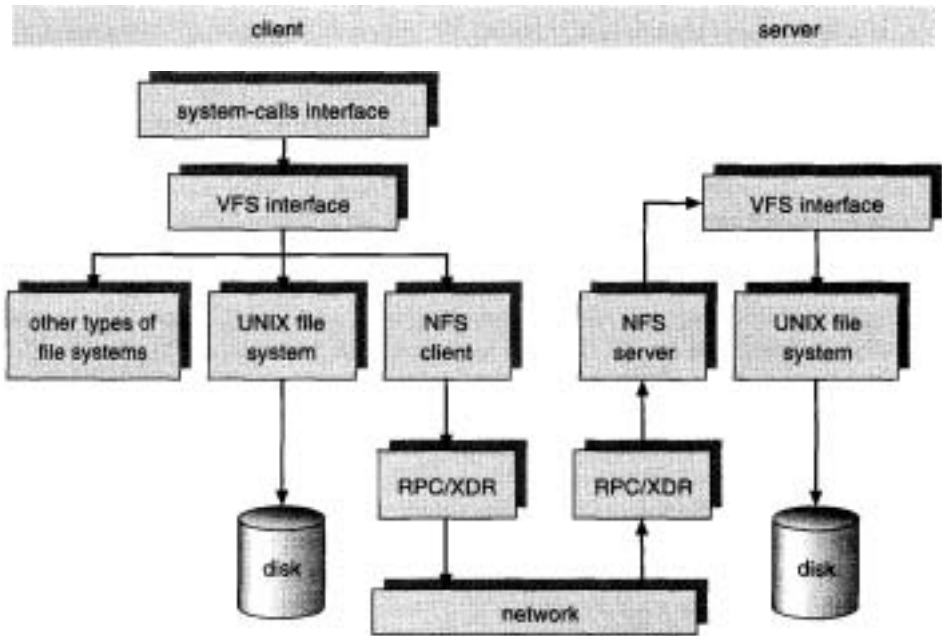 client
server
system-calls interface
VFS interface
VFS interface
other types of
file systems
UNIX file
system
NFS
client
NFS
server
UNIX file
system
RPC/XDR
RPC/XDR
disk
disk
network